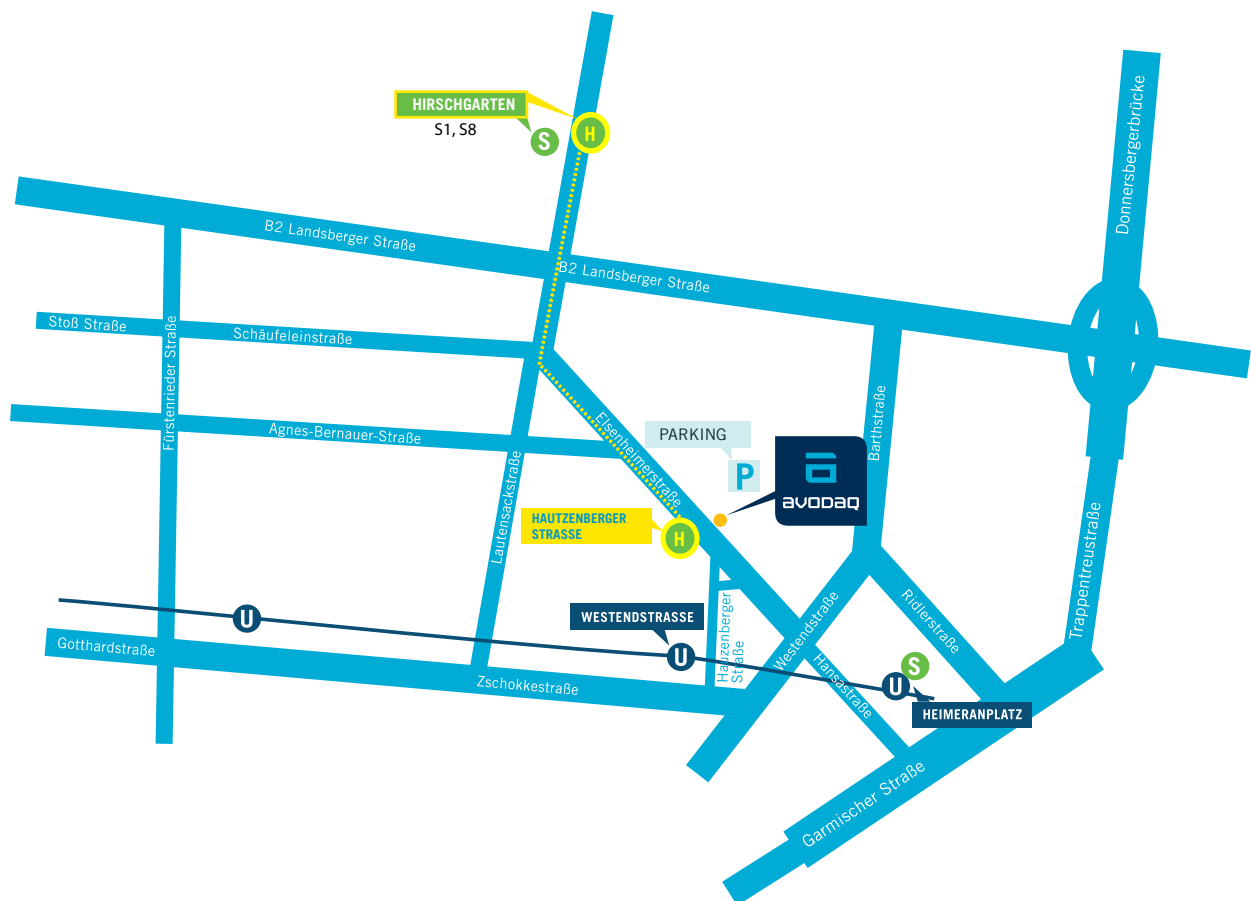 HIRSCHGARTEN
H
S1, S8
S
Donnersbergerbrücke
B2 Landsberger Straße
B2 Landsberger Straße
Stoß Straße
Schäufeleinstraße
Fürstenrieder Straße
Agnes-Bernauer-Straße
Elsenheimerstraße
PARKING
P
avodaq
Barthstraße
Lautensackstraße
HAUTZENBERGER
STRASSE
H
Trappentreustraße
U
WESTENDSTRASSE
U
Hauzenberger
Straße
Westendstraße
Ridlerstraße
Hansastraße
S
U
HEIMERANPLATZ
Gotthardstraße
Zschokkestraße
Garmischer Straße